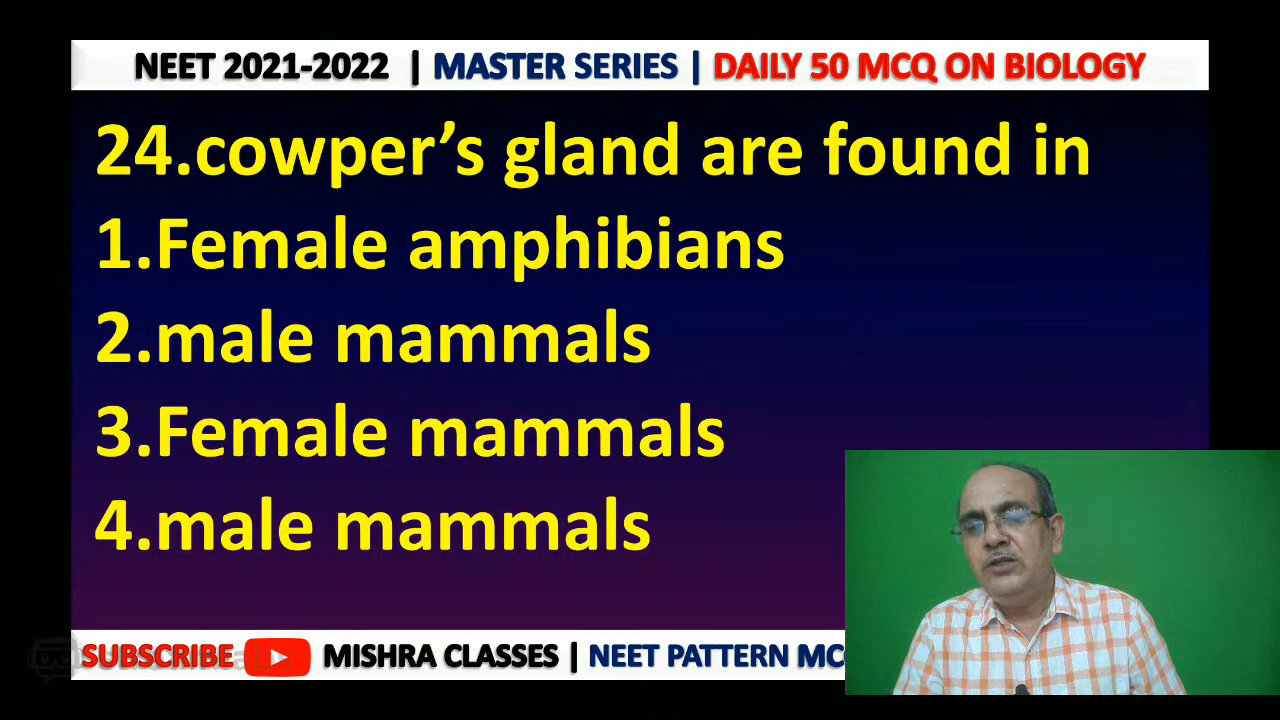 NEET 2021-2022 | MASTER SERIES | DAILY 50 MCQ ON BIOLOGY
24.cowper’s gland are found in
1.Female amphibians
2.male mammals
3.Female mammals
4.male mammals
SUBSCRIBE MISHRA CLASSES | NEET PATTERN MC